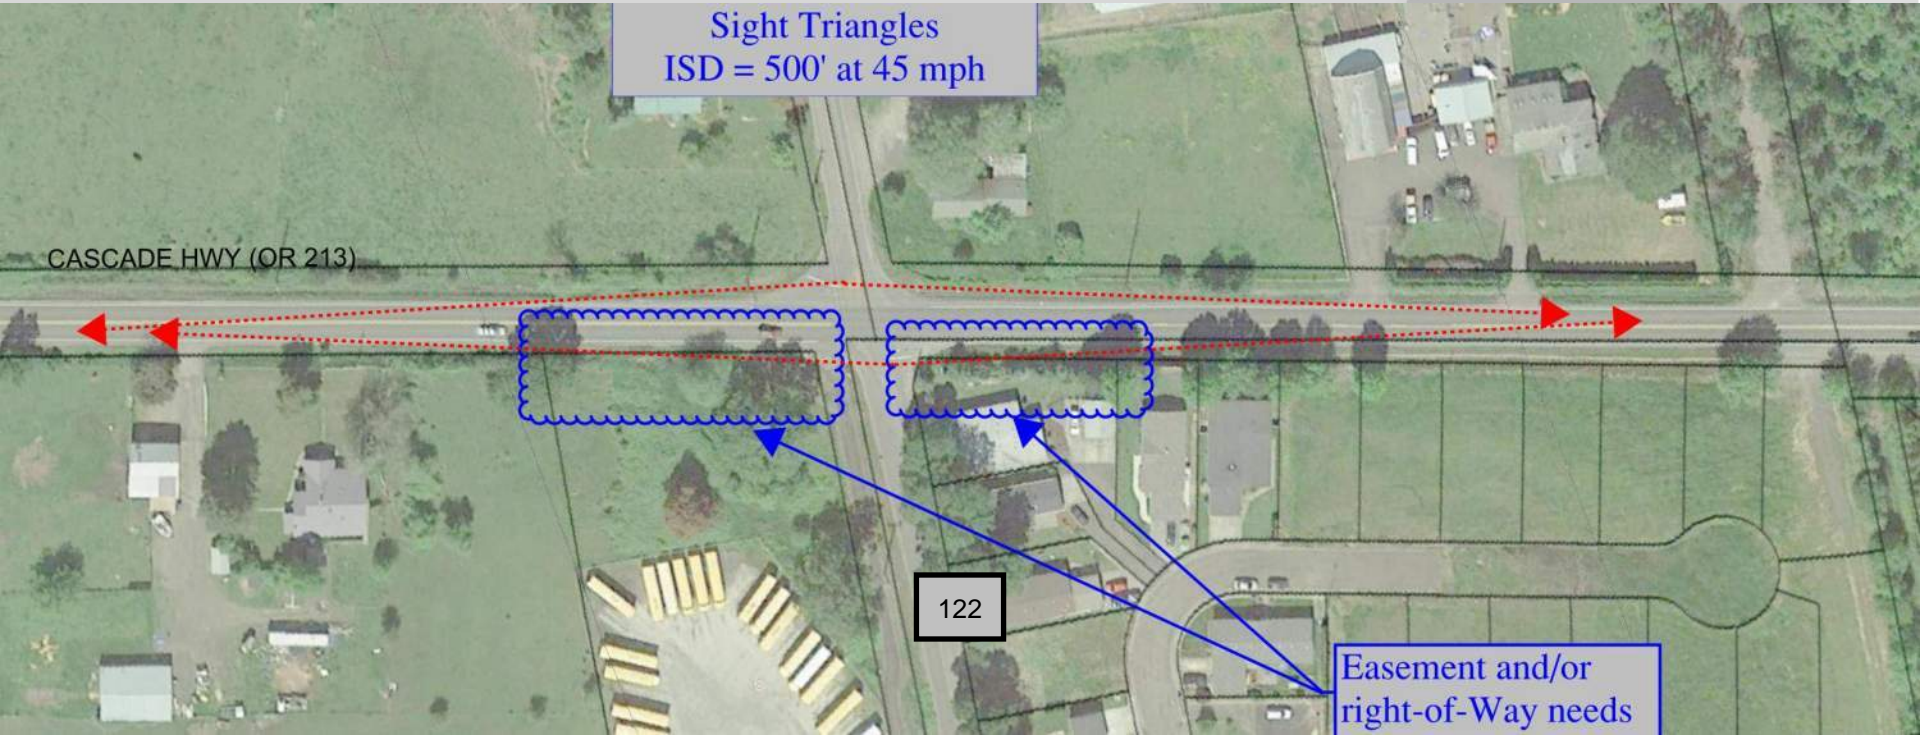 Sight Triangles
ISD = 500' at 45 mph
CASCADE HWY (OR 213)
122
Easement and/or
right-of-Way needs